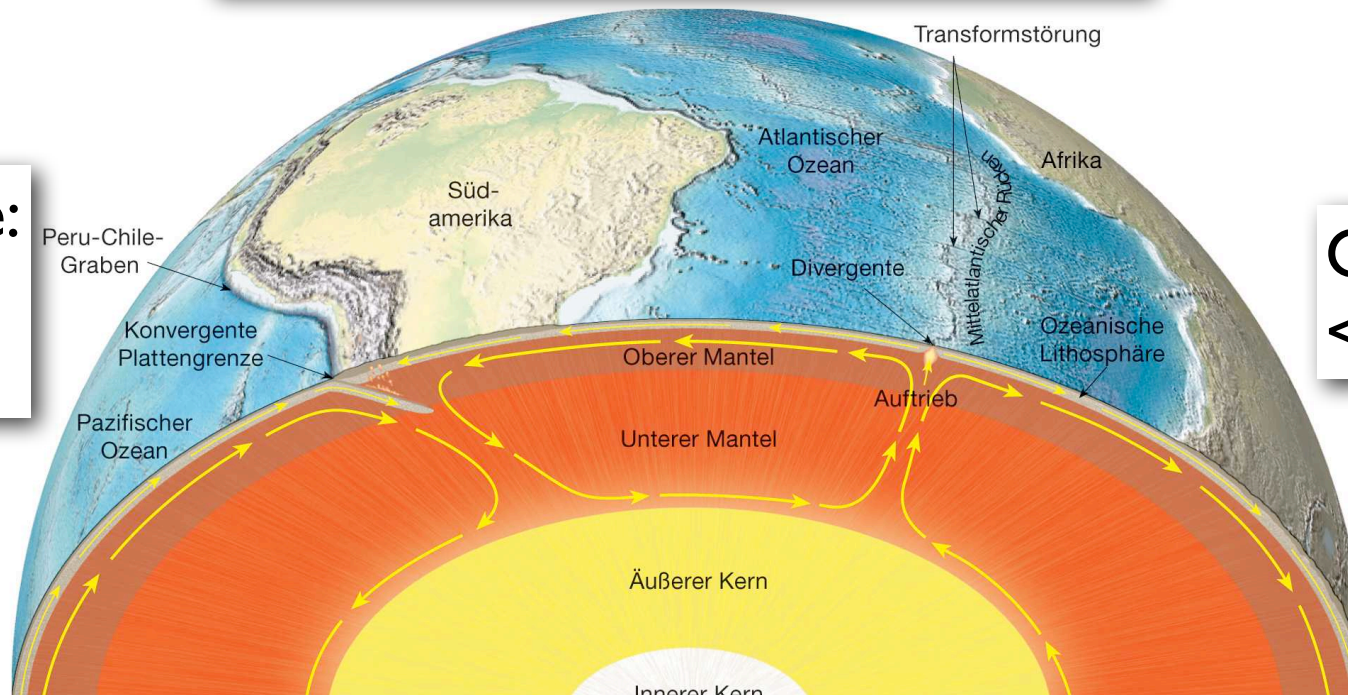 Transformstörung
Atlantischer
Ozean
Afrika
Süd-
amerika
e:
Peru-Chile-
Graben
Mittelatlantischer Rücken
Divergente
Konvergente
Plattengrenze
Ozeanische
Lithosphäre
<
Oberer Mantel
Auftrieb
Pazifischer
Ozean
Unterer Mantel
Äußerer Kern
Innerer Kern